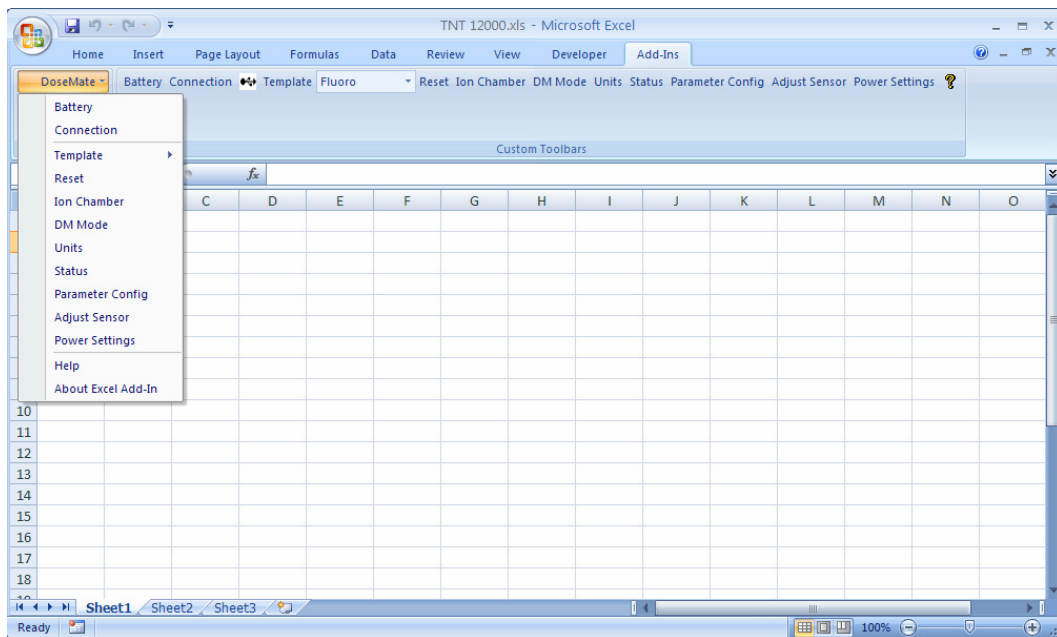 TNT 12000.xls - Microsoft Excel
Home Insert Page Layout Formulas Data Review View Developer Add-Ins
DoseMate Battery Connection Template Fluoro Reset Ion Chamber DM Mode Units Status Parameter Config Adjust Sensor Power Settings ?
Custom Toolbars
Battery
Connection
Template
Reset
Ion Chamber
DM Mode
Units
Status
Parameter Config
Adjust Sensor
Power Settings
Help
About Excel Add-In
fx
C D E F G H I J K L M N O
10
11
12
13
14
15
16
17
18
Sheet1 Sheet2 Sheet3
Ready 100%